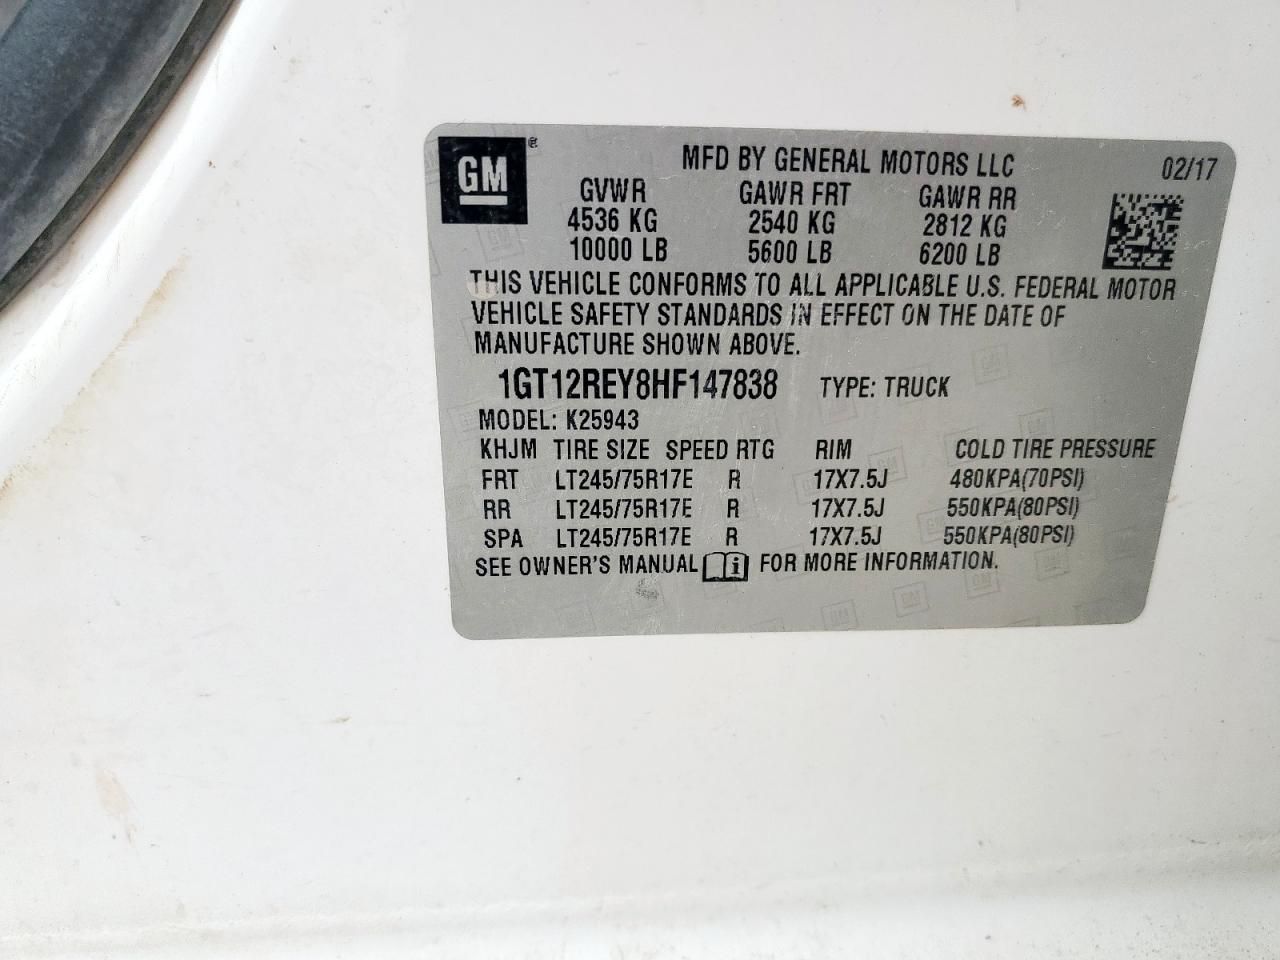 GM ®
MFD BY GENERAL MOTORS LLC 02/17
GVWR GAWR FRT GAWR RR
4536 KG 2540 KG 2812 KG
10000 LB 5600 LB 6200 LB
THIS VEHICLE CONFORMS TO ALL APPLICABLE U.S. FEDERAL MOTOR
VEHICLE SAFETY STANDARDS IN EFFECT ON THE DATE OF
MANUFACTURE SHOWN ABOVE.
1GT12REY8HF147838 TYPE: TRUCK
MODEL: K25943
KHJM TIRE SIZE SPEED RTG RIM COLD TIRE PRESSURE
FRT LT245/75R17E R 17X7.5J 480KPA(70PSI)
RR LT245/75R17E R 17X7.5J 550KPA(80PSI)
SPA LT245/75R17E R 17X7.5J 550KPA(80PSI)
SEE OWNER'S MANUAL i FOR MORE INFORMATION.